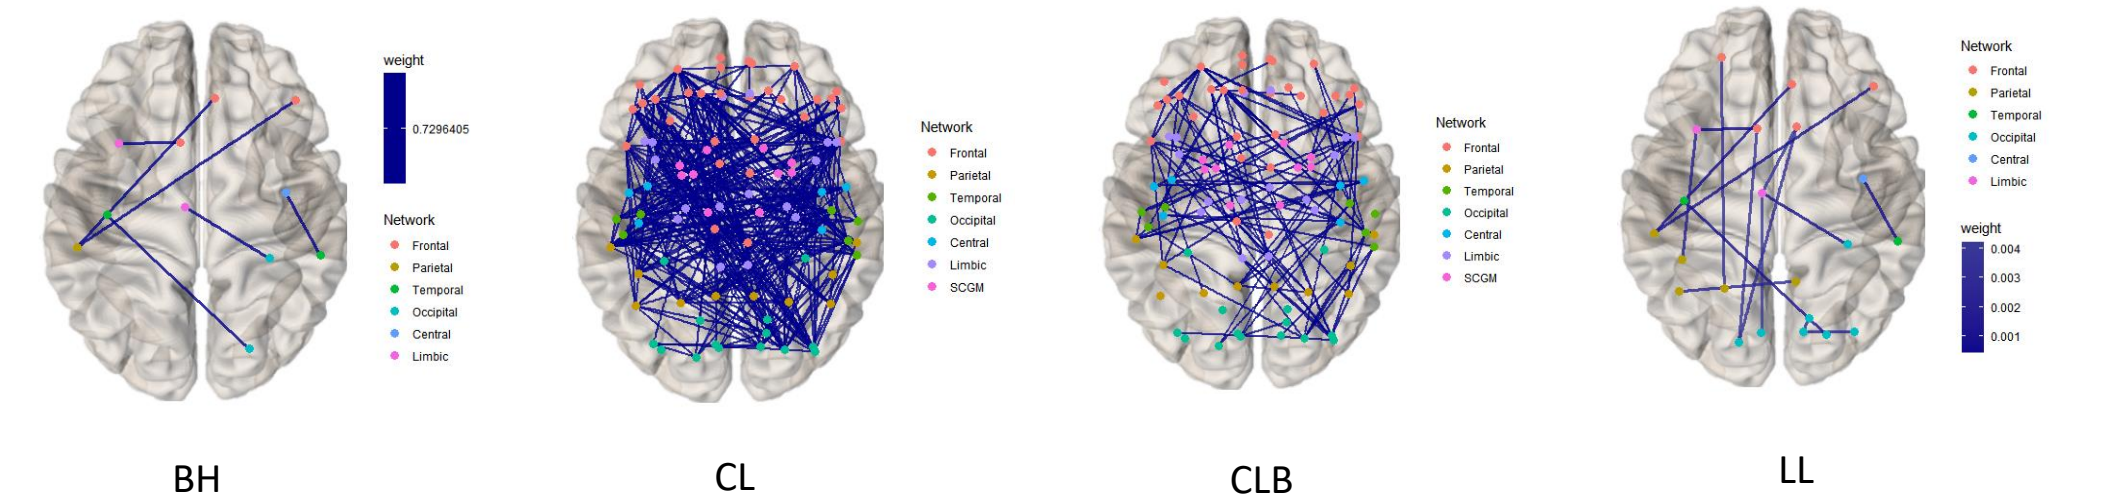 weight
0.7296405
Network
Frontal
Parietal
Temporal
Occipital
Central
Limbic
BH
Network
Frontal
Parietal
Temporal
Occipital
Central
Limbic
SCGM
CL
Network
Frontal
Parietal
Temporal
Occipital
Central
Limbic
SCGM
CLB
Network
Frontal
Parietal
Temporal
Occipital
Central
Limbic
weight
0.004
0.003
0.002
0.001
LL